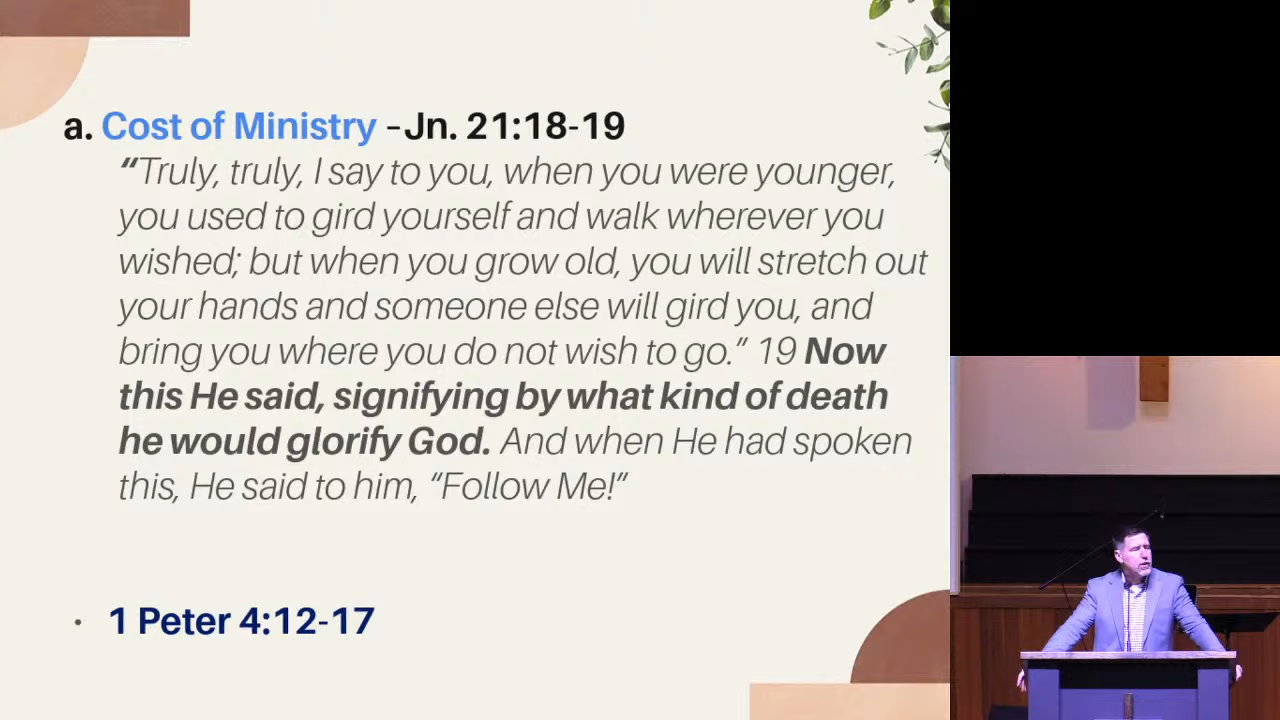 a. Cost of Ministry –Jn. 21:18-19
“Truly, truly, I say to you, when you were younger,
you used to gird yourself and walk wherever you
wished; but when you grow old, you will stretch out
your hands and someone else will gird you, and
bring you where you do not wish to go.” 19 Now
this He said, signifying by what kind of death
he would glorify God. And when He had spoken
this, He said to him, “Follow Me!”
• 1 Peter 4:12-17